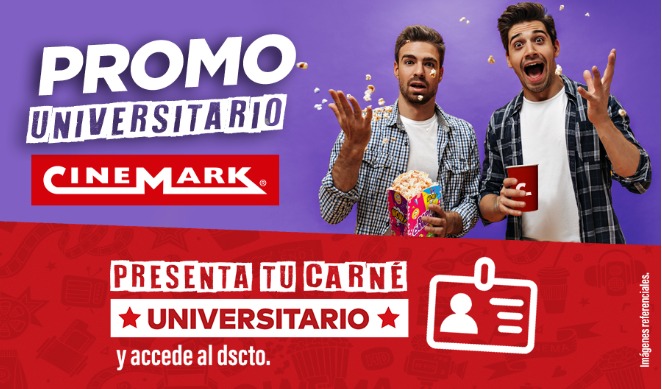 PROMO
UNIVERSITARIO
CINEMARK®
PRESENTA TU CARNÉ
★ UNIVERSITARIO ★
y accede al dscto.
Imágenes referenciales.